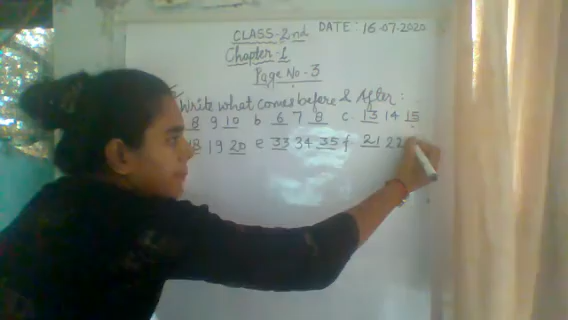 CLASS-2nd DATE: 16-07-2020
Chapter-1
Page No-3
Write what comes before & After:
8 9 10 b 6 7 8 c. 13 14 15
18 19 20 e 33 34 35 f 21 22